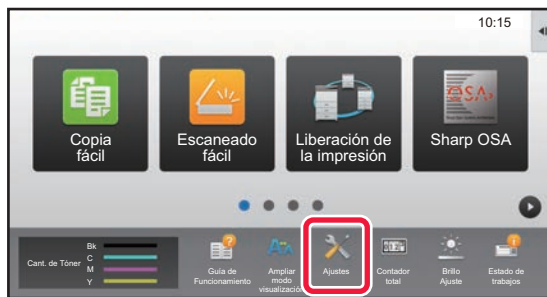 10:15
Copia
fácil
Escaneado
fácil
Liberación de
la impresión
Sharp OSA
Cant. de Tóner
Bk
C
M
Y
Guía de
Funcionamiento
Ampliar
modo
visualización
Ajustes
Contador
total
Brillo
Ajuste
Estado de
trabajos